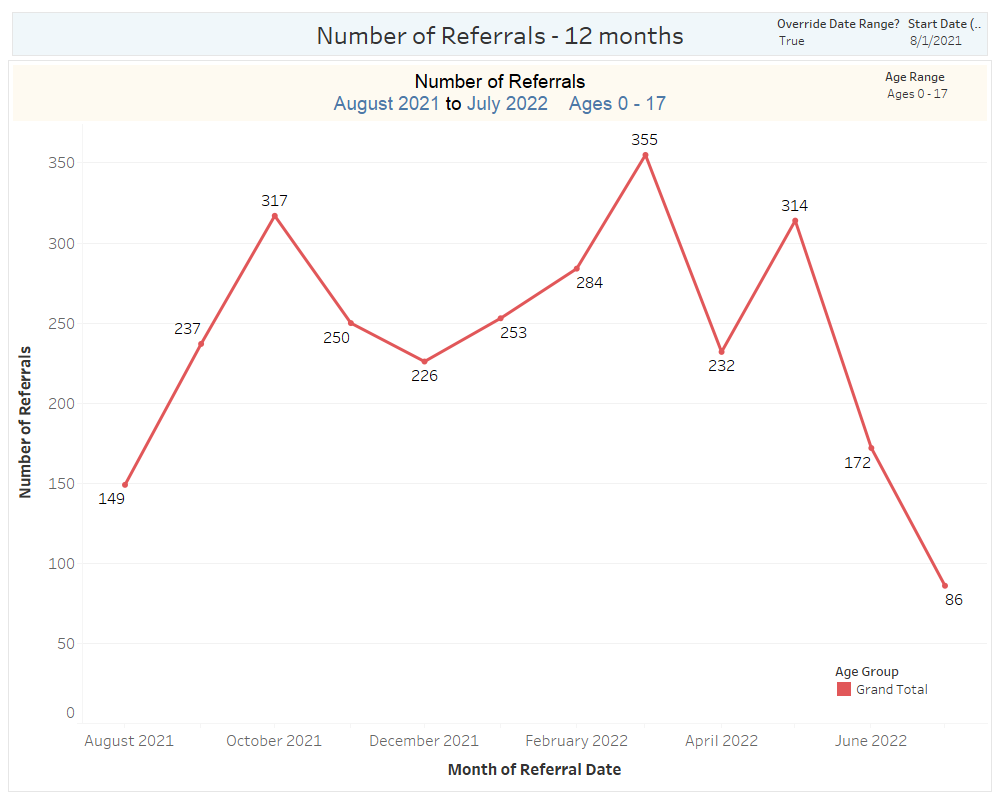 Number of Referrals - 12 months
Override Date Range?
True
Start Date (..
8/1/2021
Number of Referrals
August 2021 to July 2022 Ages 0 - 17
Age Range
Ages 0 - 17
Number of Referrals
350
300
250
200
150
100
50
0
149
237
317
250
226
253
284
355
232
314
172
86
Age Group
Grand Total
August 2021
October 2021
December 2021
February 2022
April 2022
June 2022
Month of Referral Date